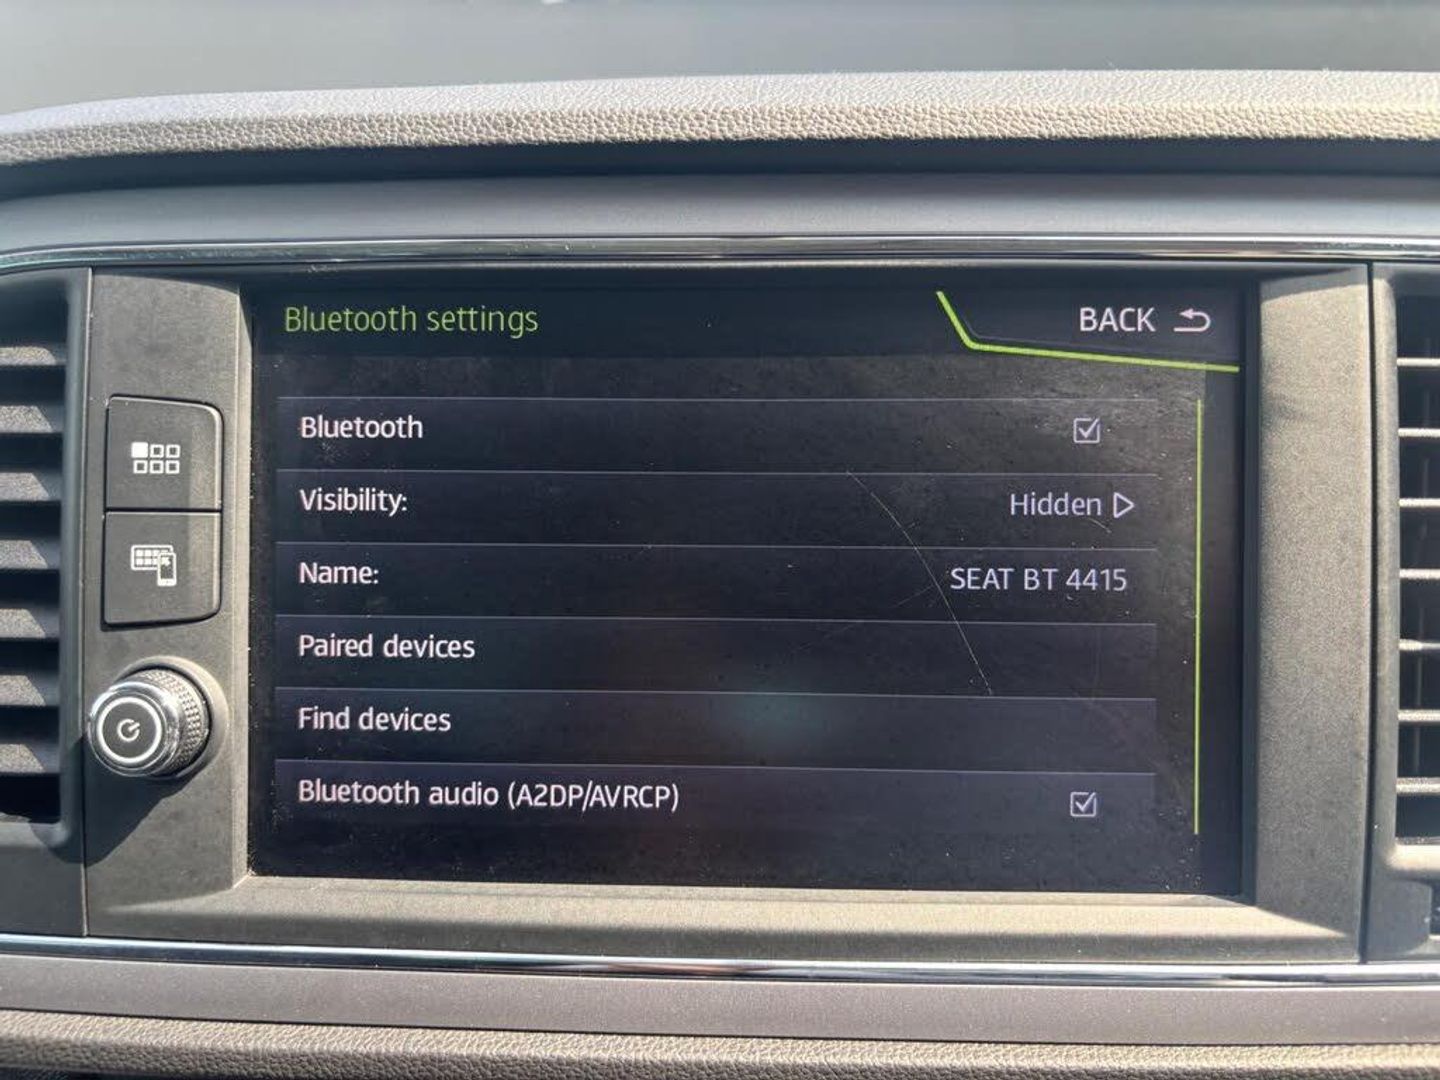 Bluetooth settings
BACK
Bluetooth
Visibility: Hidden
Name: SEAT BT 4415
Paired devices
Find devices
Bluetooth audio (A2DP/AVRCP)